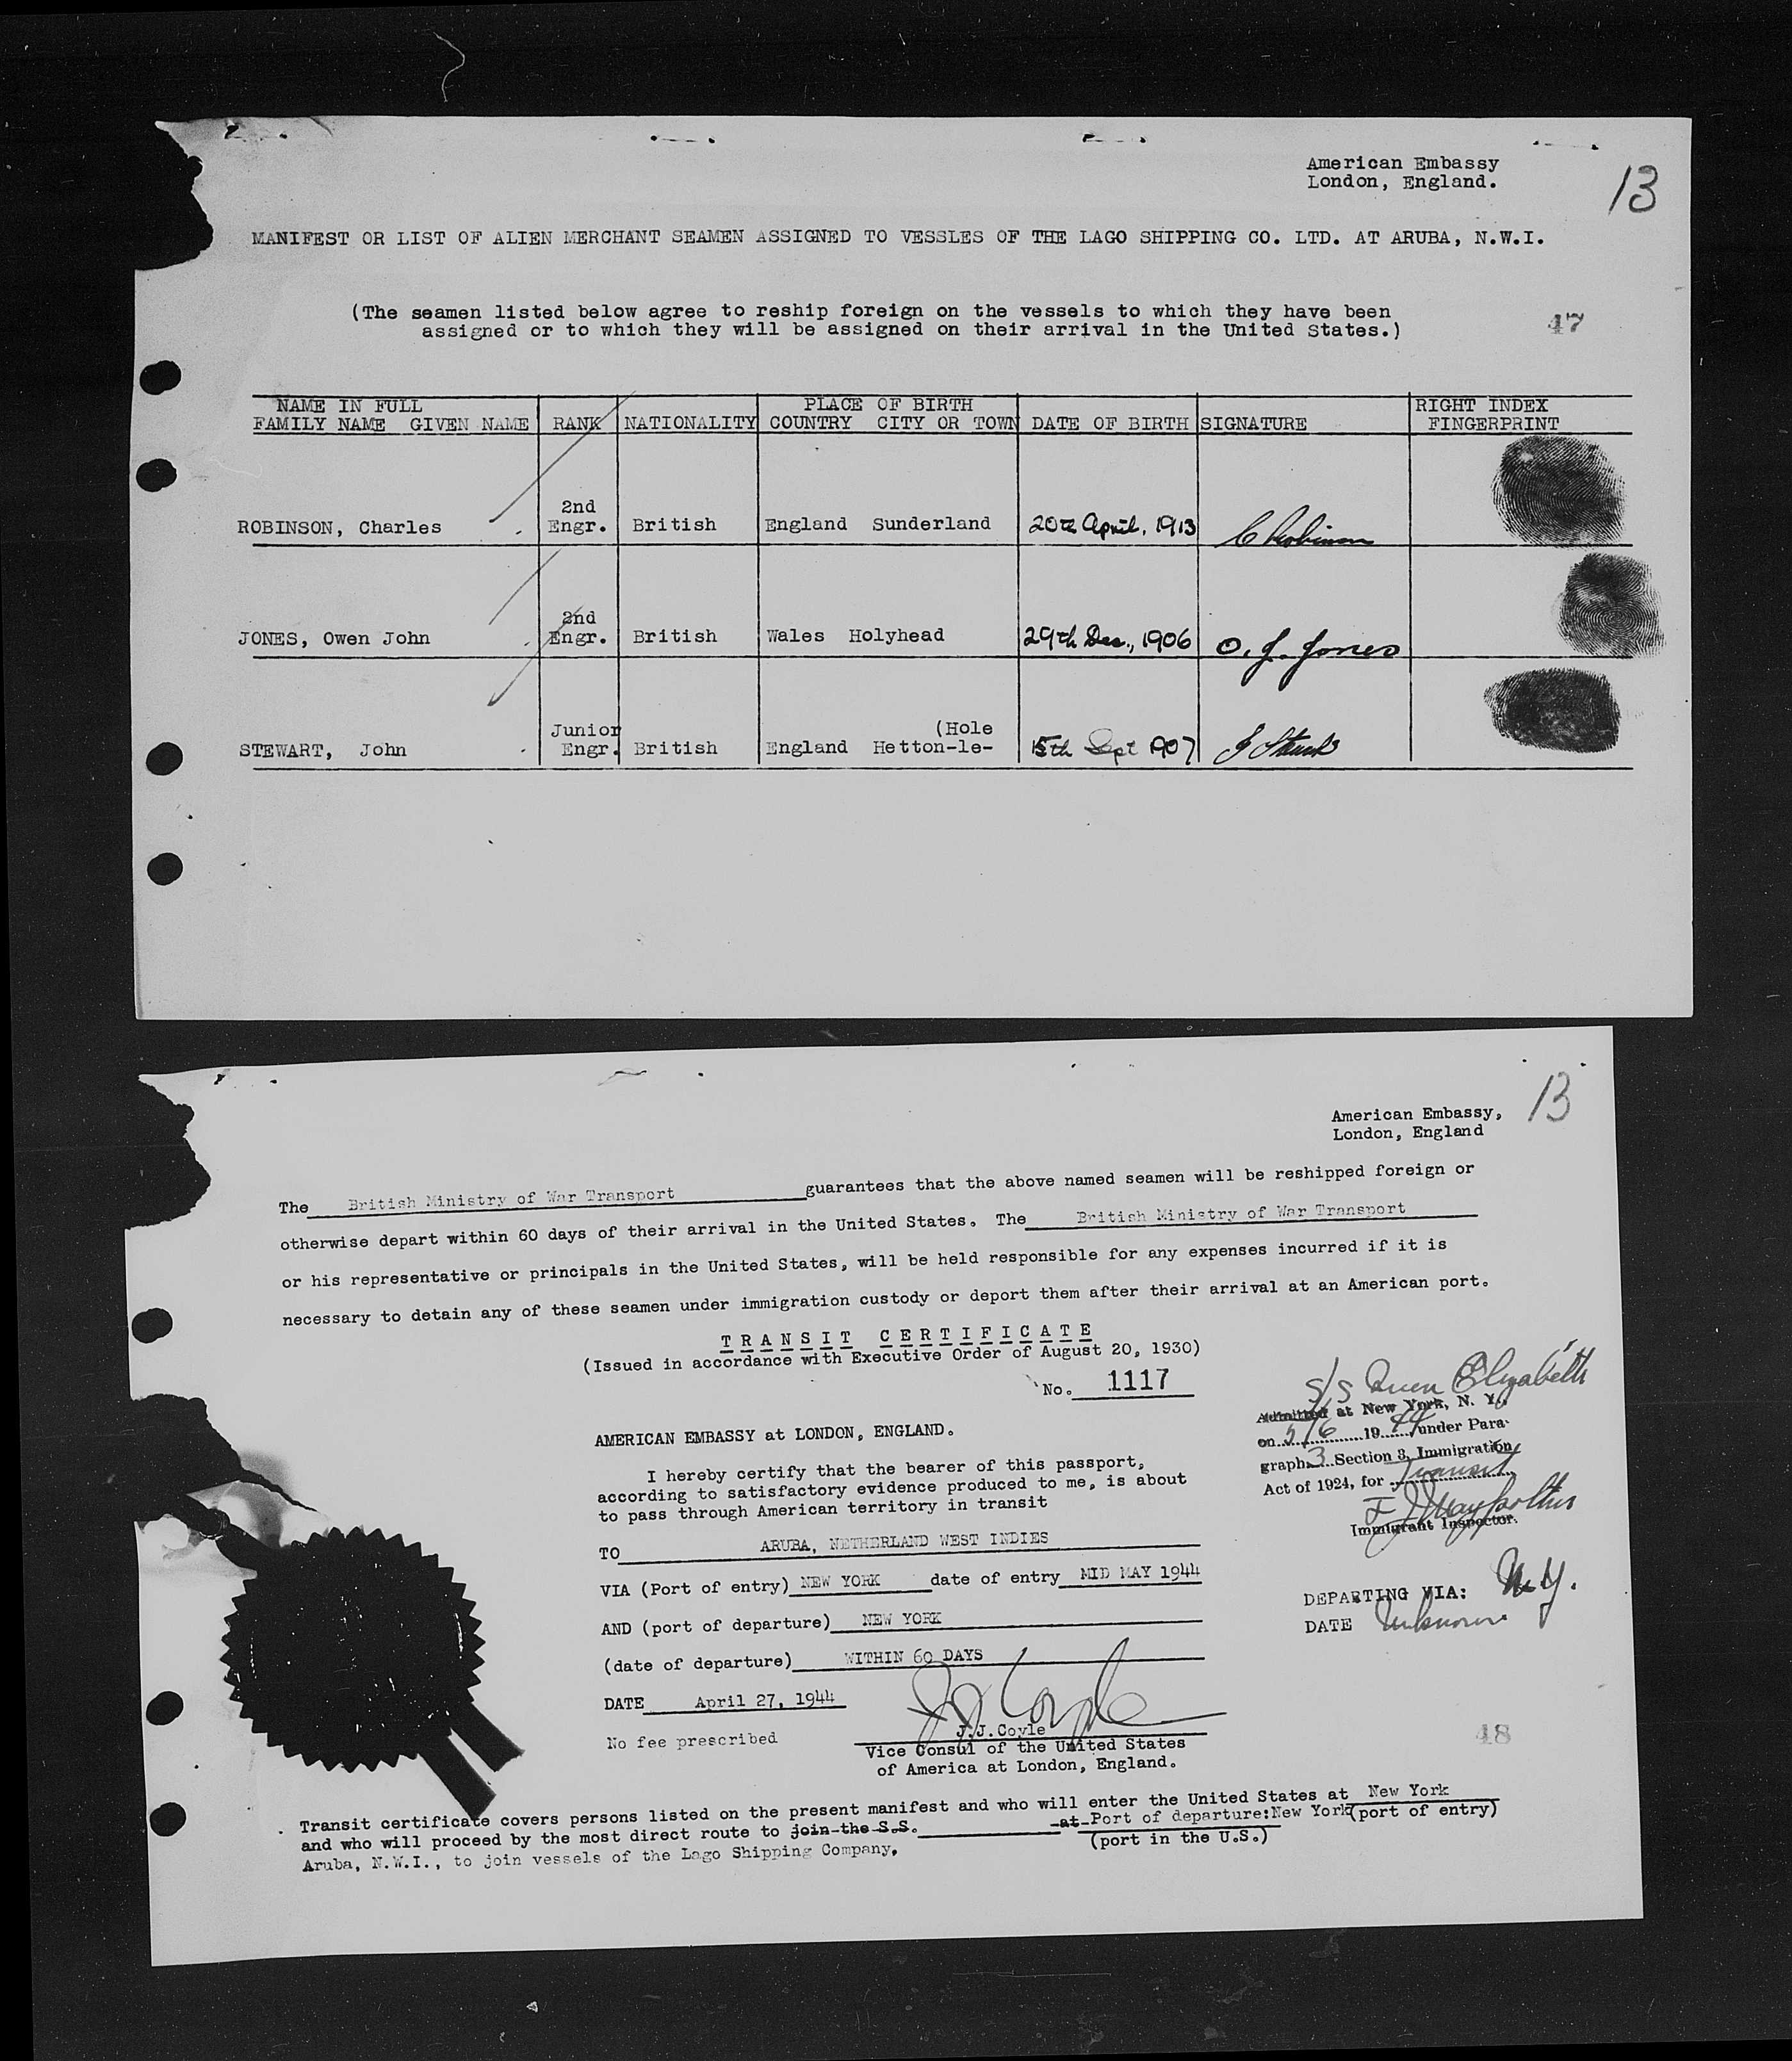 American Embassy
London, England.
13
MANIFEST OR LIST OF ALIEN MERCHANT SEAMEN ASSIGNED TO VESSLES OF THE LAGO SHIPPING CO. LTD. AT ARUBA, N.W.I.
(The seamen listed below agree to reship foreign on the vessels to which they have been
assigned or to which they will be assigned on their arrival in the United States.)
47
NAME IN FULL PLACE OF BIRTH RIGHT INDEX
FAMILY NAME GIVEN NAME RANK NATIONALITY COUNTRY CITY OR TOWN DATE OF BIRTH SIGNATURE FINGERPRINT
2nd
ROBINSON, Charles Engr. British England Sunderland 20th April, 1913 C Robinson
2nd
JONES, Owen John Engr. British Wales Holyhead 29th Dec., 1906 O. J. Jones
Junior (Hole
STEWART, John Engr. British England Hetton-le- 15th Sept 1907 J Stewart
American Embassy,
London, England
13
The British Ministry of War Transport guarantees that the above named seamen will be reshipped foreign or
otherwise depart within 60 days of their arrival in the United States. The British Ministry of War Transport
or his representative or principals in the United States, will be held responsible for any expenses incurred if it is
necessary to detain any of these seamen under immigration custody or deport them after their arrival at an American port.
TRANSIT CERTIFICATE
(Issued in accordance with Executive Order of August 20, 1930)
No. 1117
S/S Queen Elizabeth
Admitted at New York, N. Y.
on 5/6 1944 under Para-
graph 3 Section 3, Immigration
Act of 1924, for Transit
Immigrant Inspector.
AMERICAN EMBASSY at LONDON, ENGLAND.
I hereby certify that the bearer of this passport,
according to satisfactory evidence produced to me, is about
to pass through American territory in transit
TO ARUBA, NETHERLAND WEST INDIES
VIA (Port of entry) NEW YORK date of entry MID MAY 1944
AND (port of departure) NEW YORK
(date of departure) WITHIN 60 DAYS
DEPARTING VIA: N.Y.
DATE Unknown
DATE April 27, 1944
J J Coyle
No fee prescribed
J.J.Coyle
Vice Consul of the United States
of America at London, England.
48
Transit certificate covers persons listed on the present manifest and who will enter the United States at New York
and who will proceed by the most direct route to join the S.S. at Port of departure:New York (port of entry)
(port in the U.S.)
Aruba, N.W.I., to join vessels of the Lago Shipping Company.